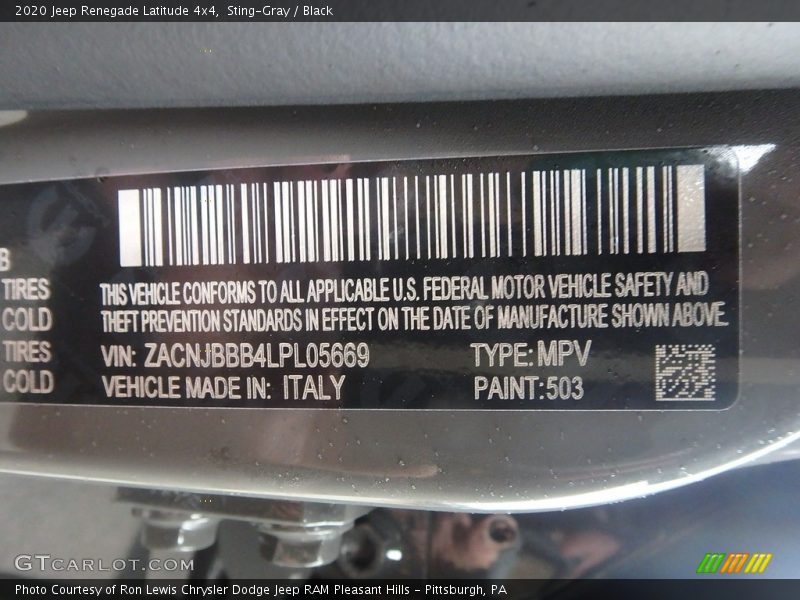 2020 Jeep Renegade Latitude 4x4, Sting-Gray / Black
B
TIRES
COLD
TIRES
COLD
THIS VEHICLE CONFORMS TO ALL APPLICABLE U.S. FEDERAL MOTOR VEHICLE SAFETY AND
THEFT PREVENTION STANDARDS IN EFFECT ON THE DATE OF MANUFACTURE SHOWN ABOVE.
VIN: ZACNJBBB4LPL05669 TYPE: MPV
VEHICLE MADE IN: ITALY PAINT: 503
GTCARLOT.COM
Photo Courtesy of Ron Lewis Chrysler Dodge Jeep RAM Pleasant Hills - Pittsburgh, PA